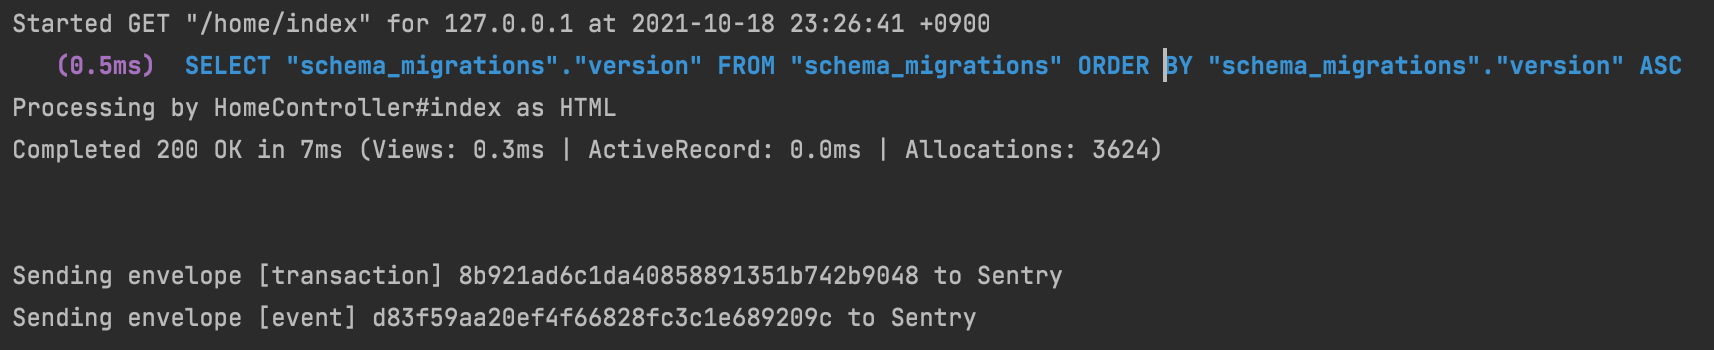 Started GET "/home/index" for 127.0.0.1 at 2021-10-18 23:26:41 +0900
(0.5ms)  SELECT "schema_migrations"."version" FROM "schema_migrations" ORDER BY "schema_migrations"."version" ASC
Processing by HomeController#index as HTML
Completed 200 OK in 7ms (Views: 0.3ms | ActiveRecord: 0.0ms | Allocations: 3624)
Sending envelope [transaction] 8b921ad6c1da40858891351b742b9048 to Sentry
Sending envelope [event] d83f59aa20ef4f66828fc3c1e689209c to Sentry